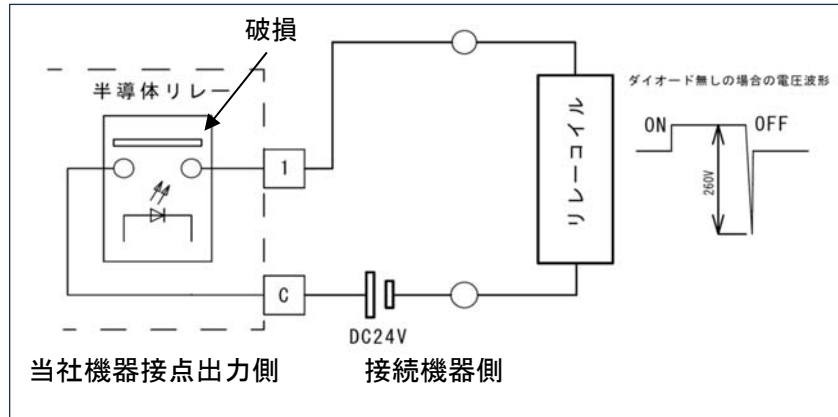 破損
半導体リレー
1
C
DC24V
当社機器接点出力側
接続機器側
リレーコイル
ダイオード無しの場合の電圧波形
ON
OFF
260V